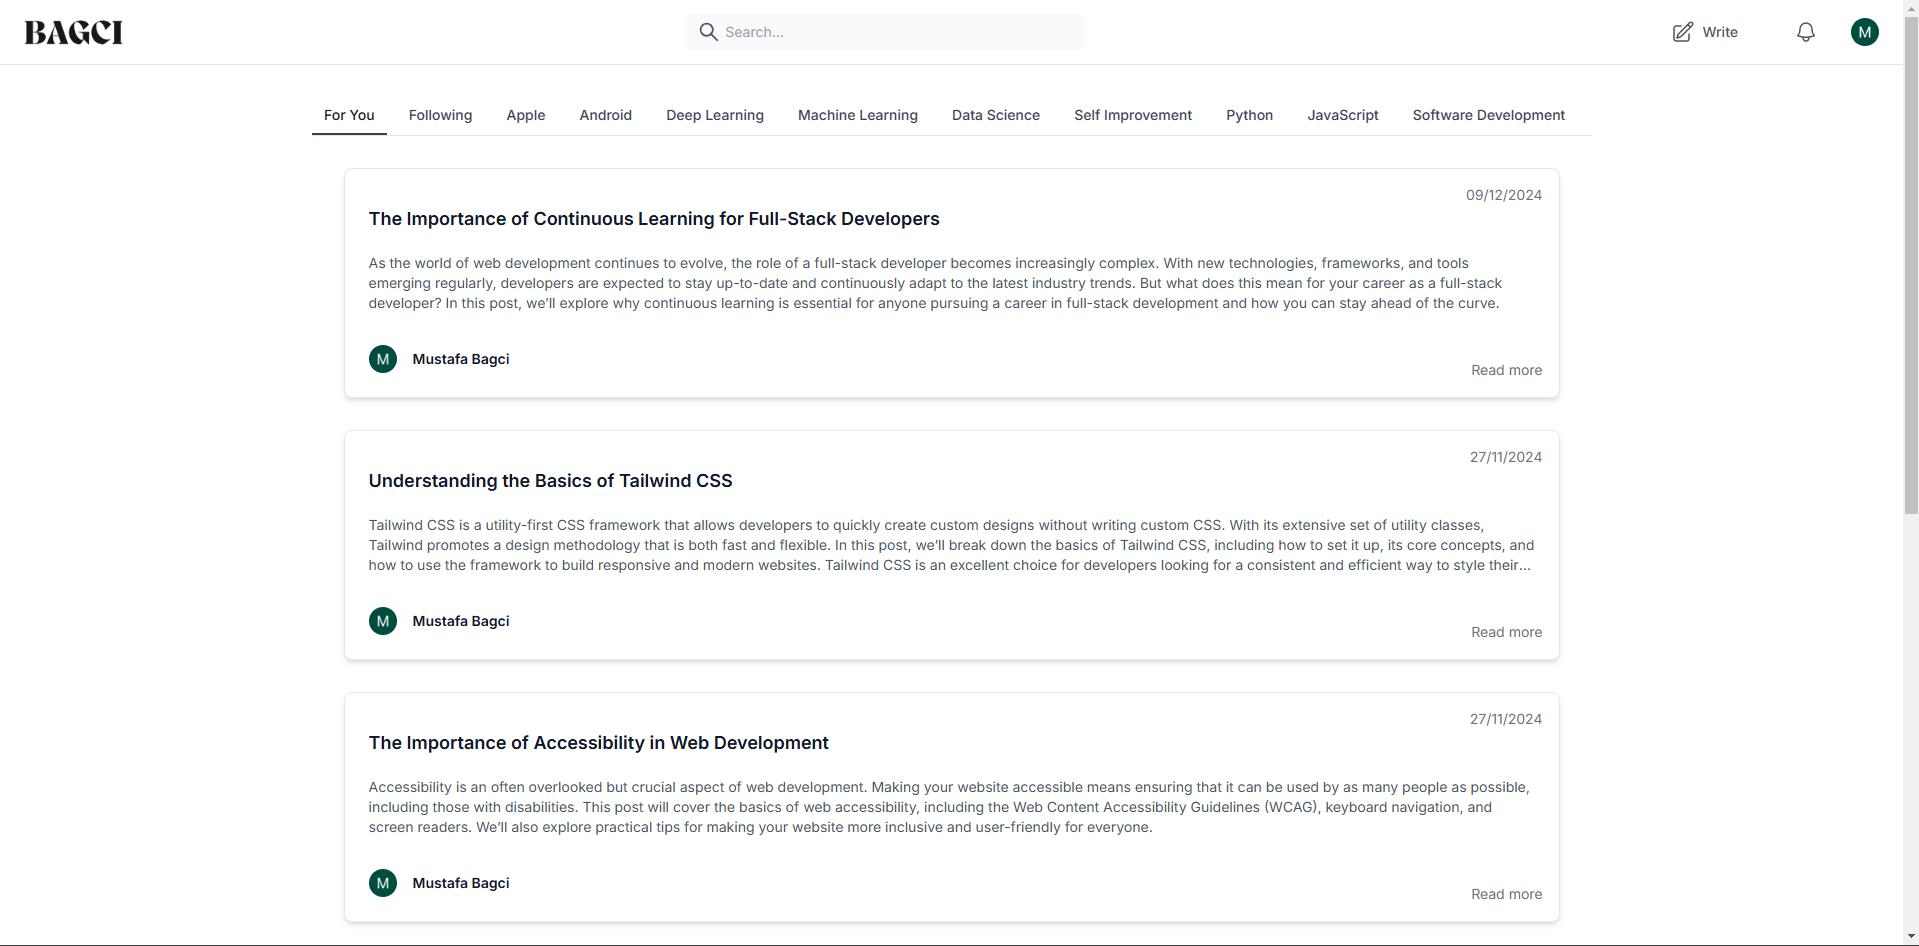 BAGCI
Search...
Write
M
For You
Following
Apple
Android
Deep Learning
Machine Learning
Data Science
Self Improvement
Python
JavaScript
Software Development
09/12/2024
The Importance of Continuous Learning for Full-Stack Developers
As the world of web development continues to evolve, the role of a full-stack developer becomes increasingly complex. With new technologies, frameworks, and tools
emerging regularly, developers are expected to stay up-to-date and continuously adapt to the latest industry trends. But what does this mean for your career as a full-stack
developer? In this post, we’ll explore why continuous learning is essential for anyone pursuing a career in full-stack development and how you can stay ahead of the curve.
M
Mustafa Bagci
Read more
27/11/2024
Understanding the Basics of Tailwind CSS
Tailwind CSS is a utility-first CSS framework that allows developers to quickly create custom designs without writing custom CSS. With its extensive set of utility classes,
Tailwind promotes a design methodology that is both fast and flexible. In this post, we’ll break down the basics of Tailwind CSS, including how to set it up, its core concepts, and
how to use the framework to build responsive and modern websites. Tailwind CSS is an excellent choice for developers looking for a consistent and efficient way to style their...
M
Mustafa Bagci
Read more
27/11/2024
The Importance of Accessibility in Web Development
Accessibility is an often overlooked but crucial aspect of web development. Making your website accessible means ensuring that it can be used by as many people as possible,
including those with disabilities. This post will cover the basics of web accessibility, including the Web Content Accessibility Guidelines (WCAG), keyboard navigation, and
screen readers. We’ll also explore practical tips for making your website more inclusive and user-friendly for everyone.
M
Mustafa Bagci
Read more